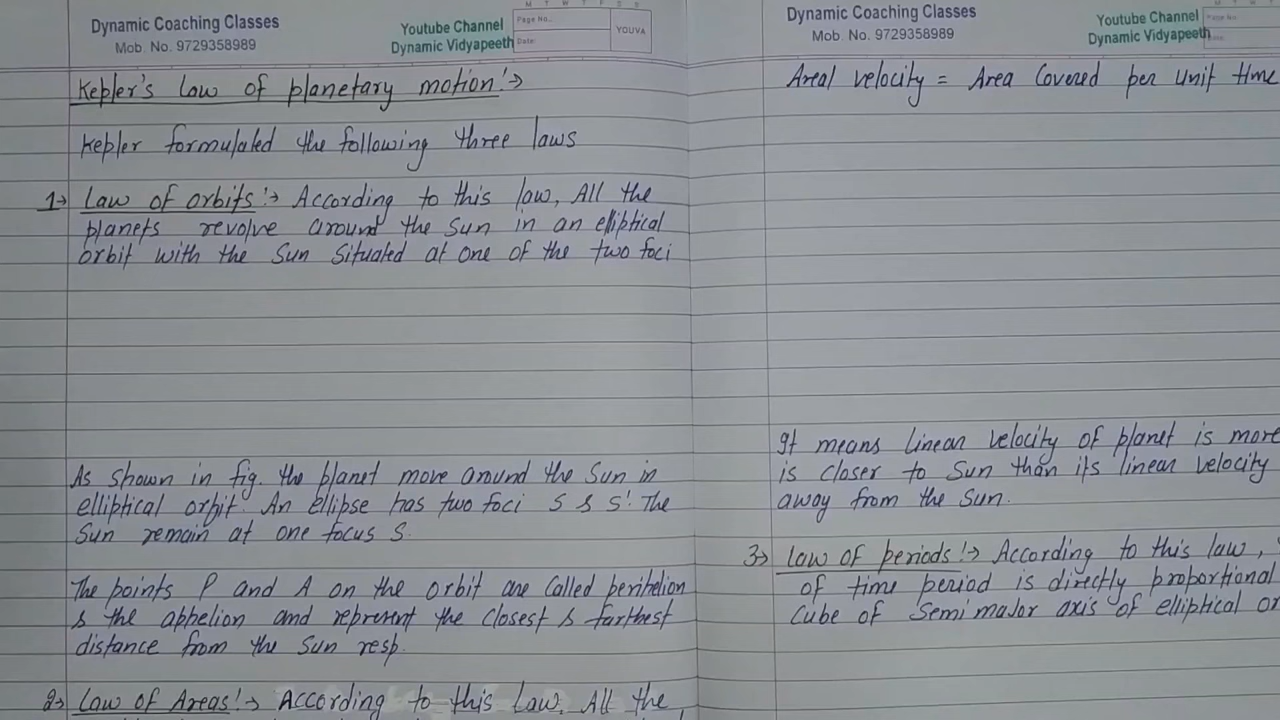 Dynamic Coaching Classes
Mob. No. 9729358989
Youtube Channel
Dynamic Vidyapeeth
M T W T F S S
Page No.:
Date:
YOUVA
Kepler's Law of planetary motion:→
Kepler formulated the following three laws
1→ Law of orbits:→ According to this law, All the
planets revolve around the Sun in an elliptical
orbit with the Sun Situated at one of the two foci
As shown in fig. the planet move around the Sun in
elliptical orbit. An ellipse has two foci S & S'. The
Sun remain at one focus S.
The points P and A on the orbit are Called perihelion
& the aphelion and represent the closest & farthest
distance from the Sun resp.
2→ Law of Areas:→ According to this Law, All the
Dynamic Coaching Classes
Mob. No. 9729358989
Youtube Channel
Dynamic Vidyapeeth
Page No.
Areal velocity = Area Covered per unit time
It means linear velocity of planet is more
is closer to Sun than its linear velocity
away from the Sun.
3→ Law of periods:→ According to this law,
of time period is directly proportional
cube of Semi major axis of elliptical or